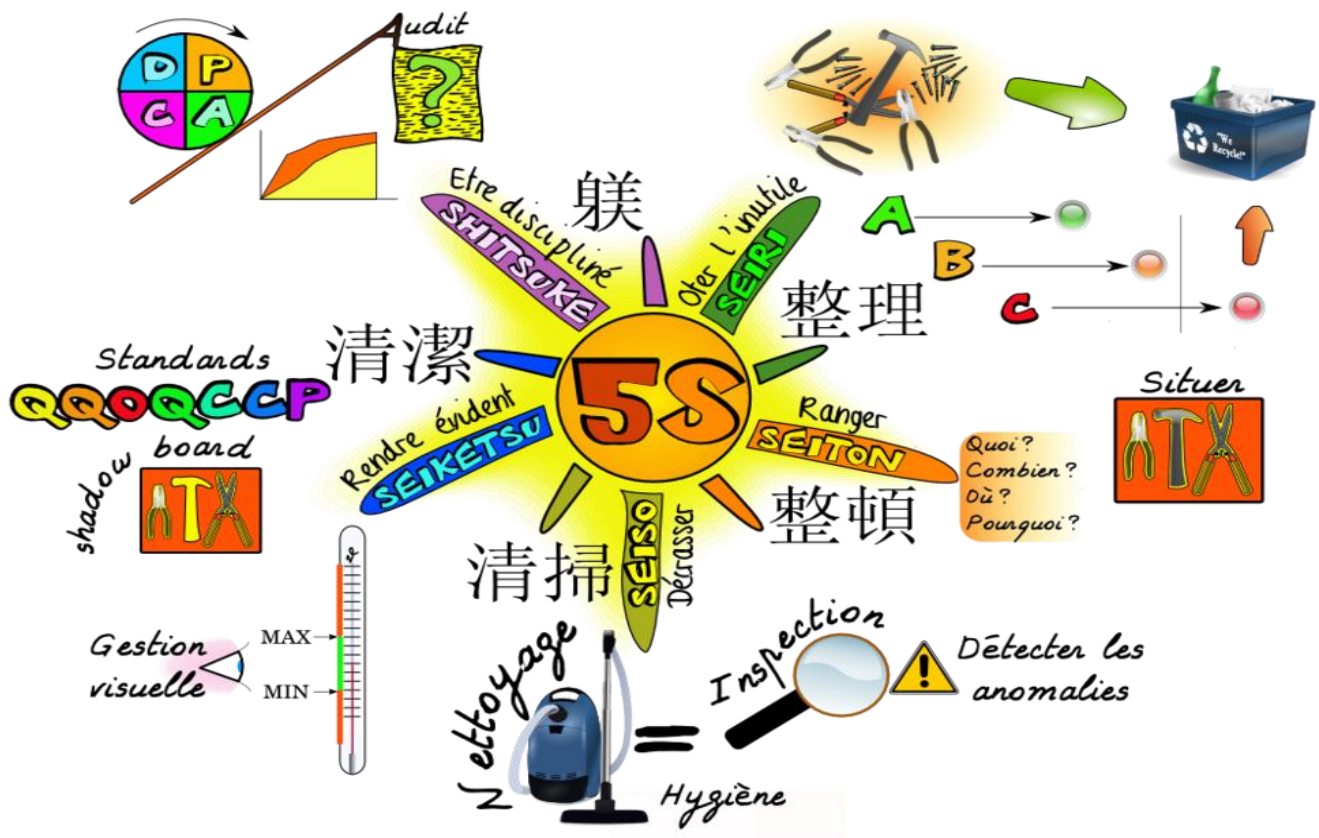 D P
C A
Audit
?
"We
Recycle!"
Etre discipliné
SHITSUKE
躾
Oter l'inutile
SEIRI
整理
A
B
C
清潔
Standards
QQOQCCP
shadow
board
Rendre évident
SEIKETSU
5S
Ranger
SEITON
整頓
Quoi?
Combien?
Où?
Pourquoi?
Situer
清掃
SEISO
Décrasser
Gestion
visuelle
MAX
MIN
Nettoyage
=
Hygiène
Inspection
!
Détecter les
anomalies